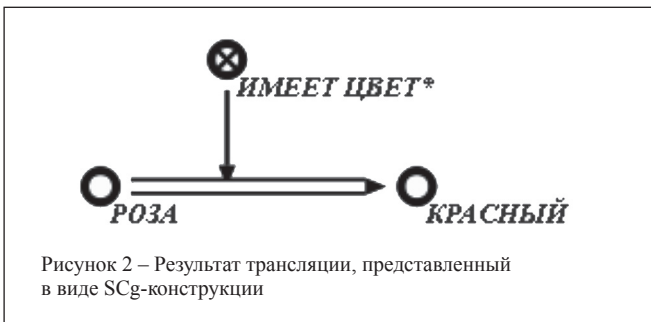 ИМЕЕТ ЦВЕТ*
РОЗА
КРАСНЫЙ
Рисунок 2 – Результат трансляции, представленный
в виде SCg-конструкции